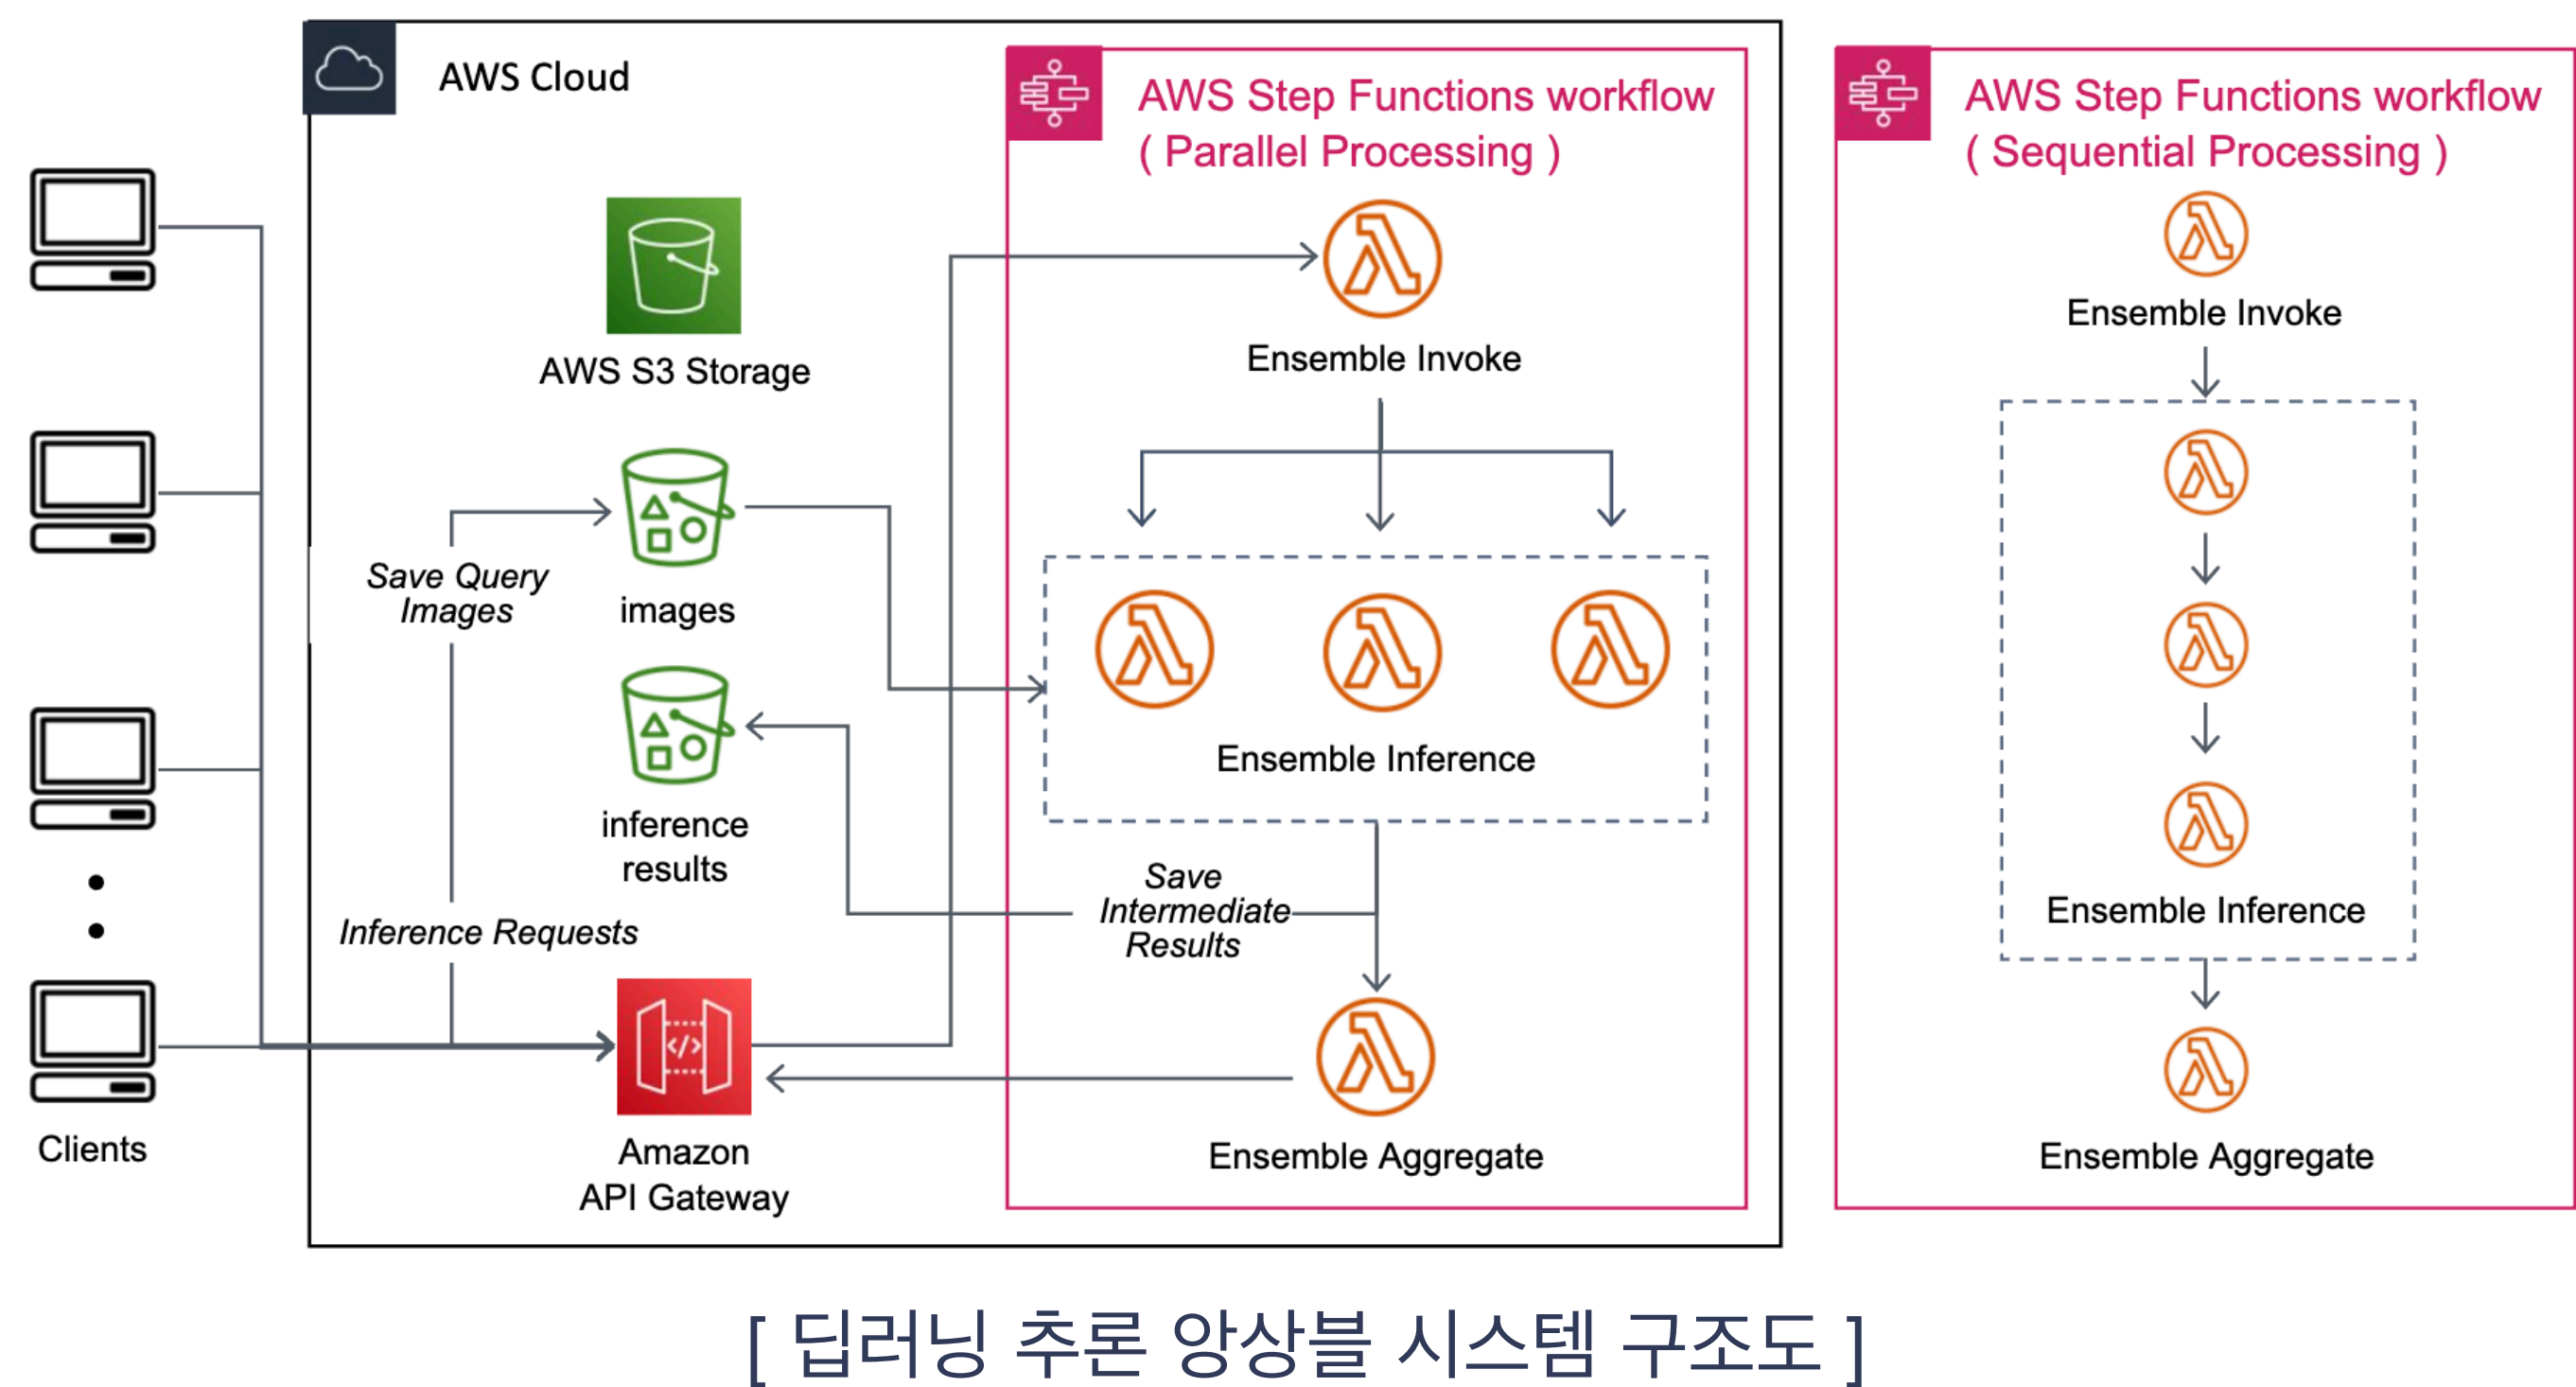 AWS Cloud
AWS Step Functions workflow
( Parallel Processing )
AWS Step Functions workflow
( Sequential Processing )
AWS S3 Storage
Ensemble Invoke
Ensemble Invoke
Save Query
Images
images
Ensemble Inference
inference
results
Save
Intermediate
Results
Ensemble Inference
Inference Requests
Clients
Amazon
API Gateway
</>
Ensemble Aggregate
Ensemble Aggregate
[ 딥러닝 추론 앙상블 시스템 구조도 ]